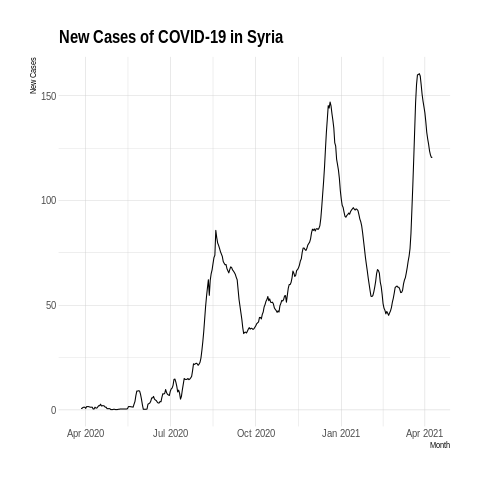 New Cases of COVID-19 in Syria
New Cases
150
100
50
0
Apr 2020 Jul 2020 Oct 2020 Jan 2021 Apr 2021
Month